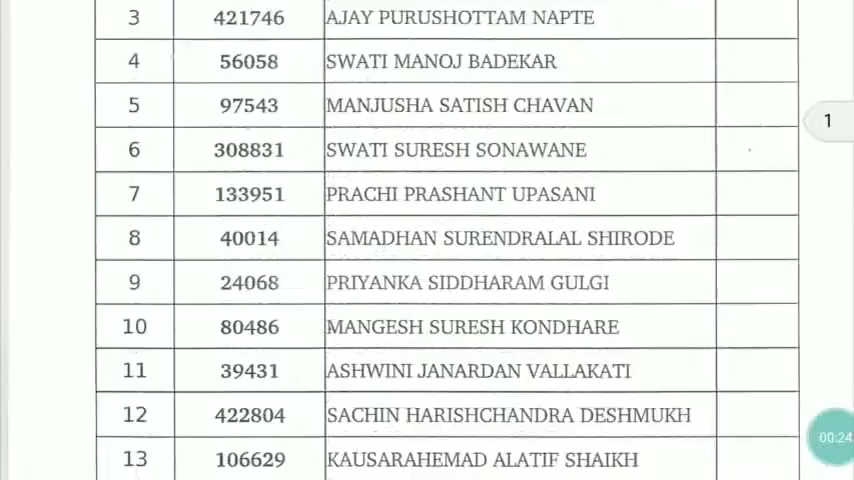 3 421746 AJAY PURUSHOTTAM NAPTE
4 56058 SWATI MANOJ BADEKAR
5 97543 MANJUSHA SATISH CHAVAN
6 308831 SWATI SURESH SONAWANE
7 133951 PRACHI PRASHANT UPASANI
8 40014 SAMADHAN SURENDRALAL SHIRODE
9 24068 PRIYANKA SIDDHARAM GULGI
10 80486 MANGESH SURESH KONDHARE
11 39431 ASHWINI JANARDAN VALLAKATI
12 422804 SACHIN HARISHCHANDRA DESHMUKH
13 106629 KAUSARAHEMAD ALATIF SHAIKH
1
00:24